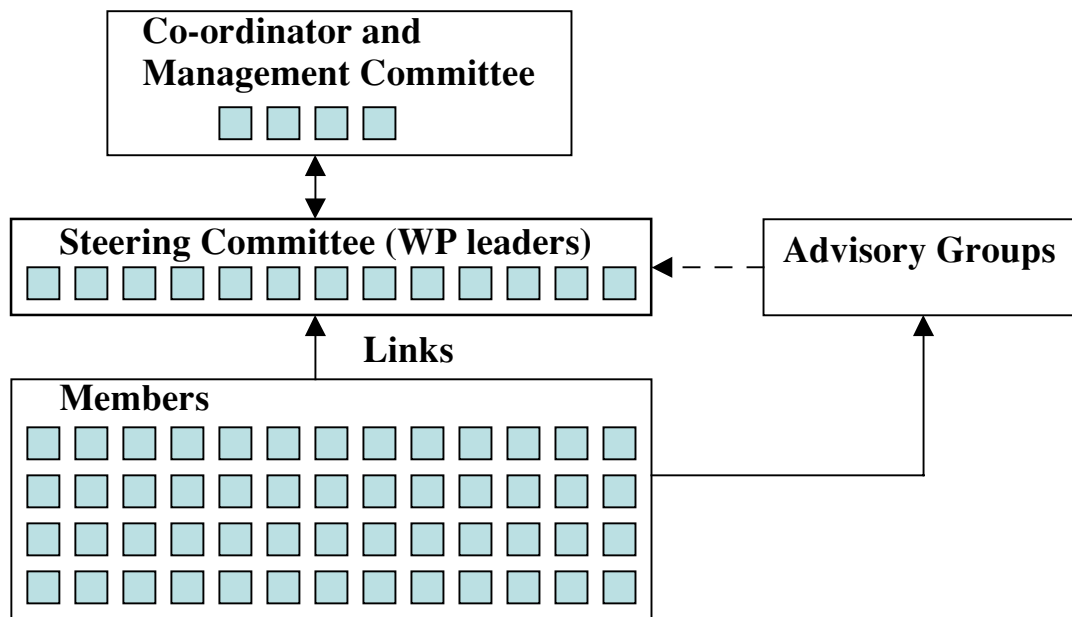 Co-ordinator and
Management Committee
Steering Committee (WP leaders)
Advisory Groups
Links
Members